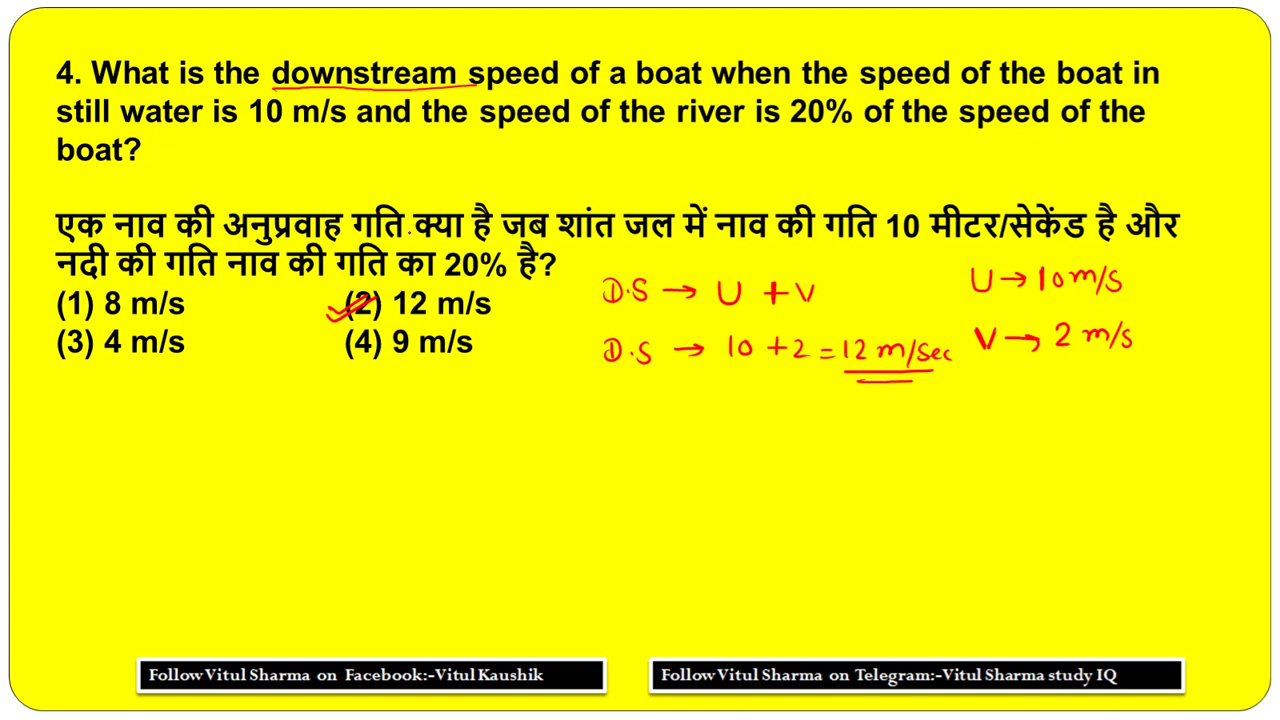 4. What is the downstream speed of a boat when the speed of the boat in
still water is 10 m/s and the speed of the river is 20% of the speed of the
boat?
एक नाव की अनुप्रवाह गति क्या है जब शांत जल में नाव की गति 10 मीटर/सेकेंड है और
नदी की गति नाव की गति का 20% है?
(1) 8 m/s (2) 12 m/s
(3) 4 m/s (4) 9 m/s
D.S → U + V
D.S → 10 + 2 = 12 m/sec
U → 10 m/s
V → 2 m/s
Follow Vitul Sharma on Facebook:-Vitul Kaushik
Follow Vitul Sharma on Telegram:-Vitul Sharma study IQ